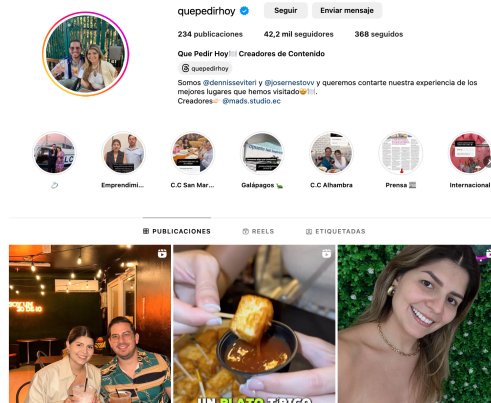 quepedirhoy
Seguir
Enviar mensaje
234 publicaciones
42,2 mil seguidores
368 seguidos
Que Pedir Hoy🍽️ Creadores de Contenido
quepedirhoy
Somos @dennisseviteri y @josernestovv y queremos contarte nuestra experiencia de los
mejores lugares que hemos visitado🤩🍽️.
Creadores👉🏻 @mads.studio.ec
Emprendimi...
C.C San Mar...
Galápagos 🦕
C.C Alhambra
Prensa 📰
Internacional
PUBLICACIONES
REELS
ETIQUETADAS
UN PLATO TÍPICO